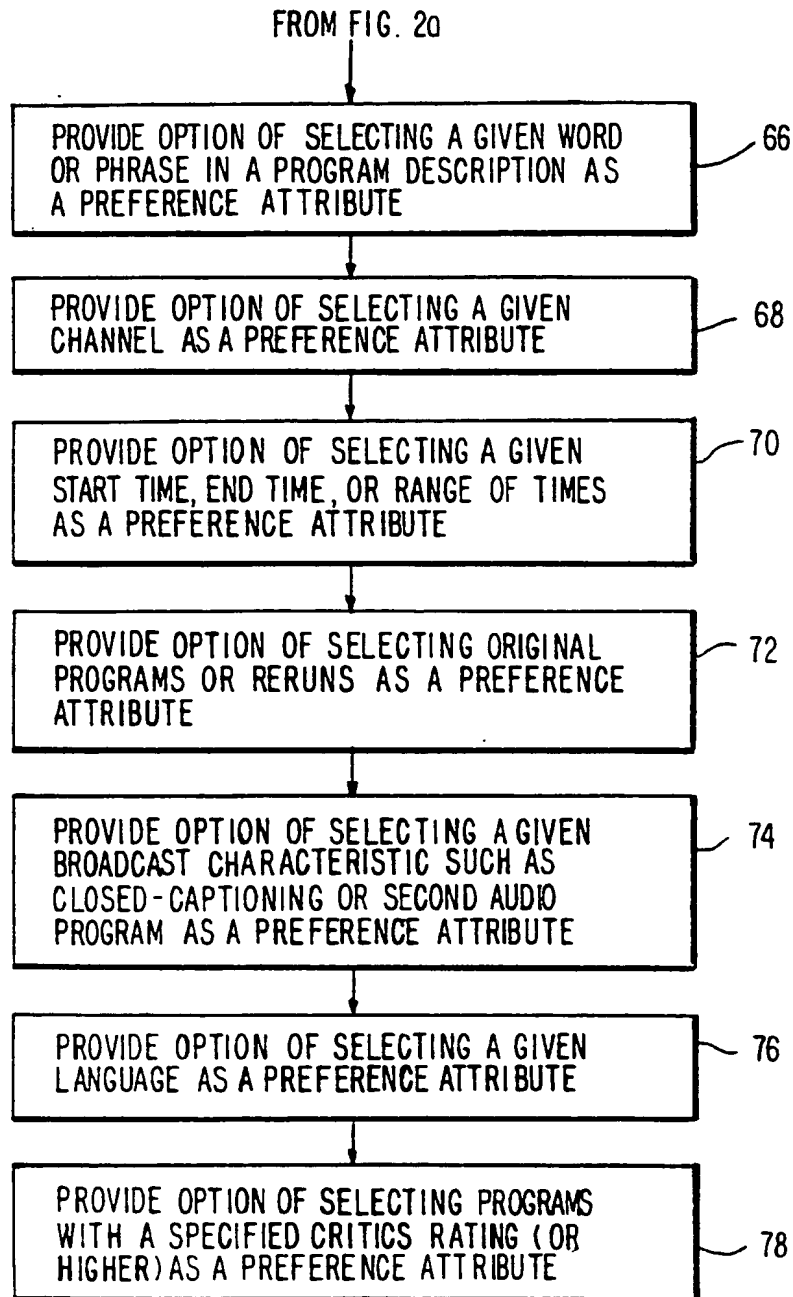 FROM FIG. 2a
PROVIDE OPTION OF SELECTING A GIVEN WORD
OR PHRASE IN A PROGRAM DESCRIPTION AS
A PREFERENCE ATTRIBUTE
66
PROVIDE OPTION OF SELECTING A GIVEN
CHANNEL AS A PREFERENCE ATTRIBUTE
68
PROVIDE OPTION OF SELECTING A GIVEN
START TIME, END TIME, OR RANGE OF TIMES
AS A PREFERENCE ATTRIBUTE
70
PROVIDE OPTION OF SELECTING ORIGINAL
PROGRAMS OR RERUNS AS A PREFERENCE
ATTRIBUTE
72
PROVIDE OPTION OF SELECTING A GIVEN
BROADCAST CHARACTERISTIC SUCH AS
CLOSED-CAPTIONING OR SECOND AUDIO
PROGRAM AS A PREFERENCE ATTRIBUTE
74
PROVIDE OPTION OF SELECTING A GIVEN
LANGUAGE AS A PREFERENCE ATTRIBUTE
76
PROVIDE OPTION OF SELECTING PROGRAMS
WITH A SPECIFIED CRITICS RATING (OR
HIGHER) AS A PREFERENCE ATTRIBUTE
78